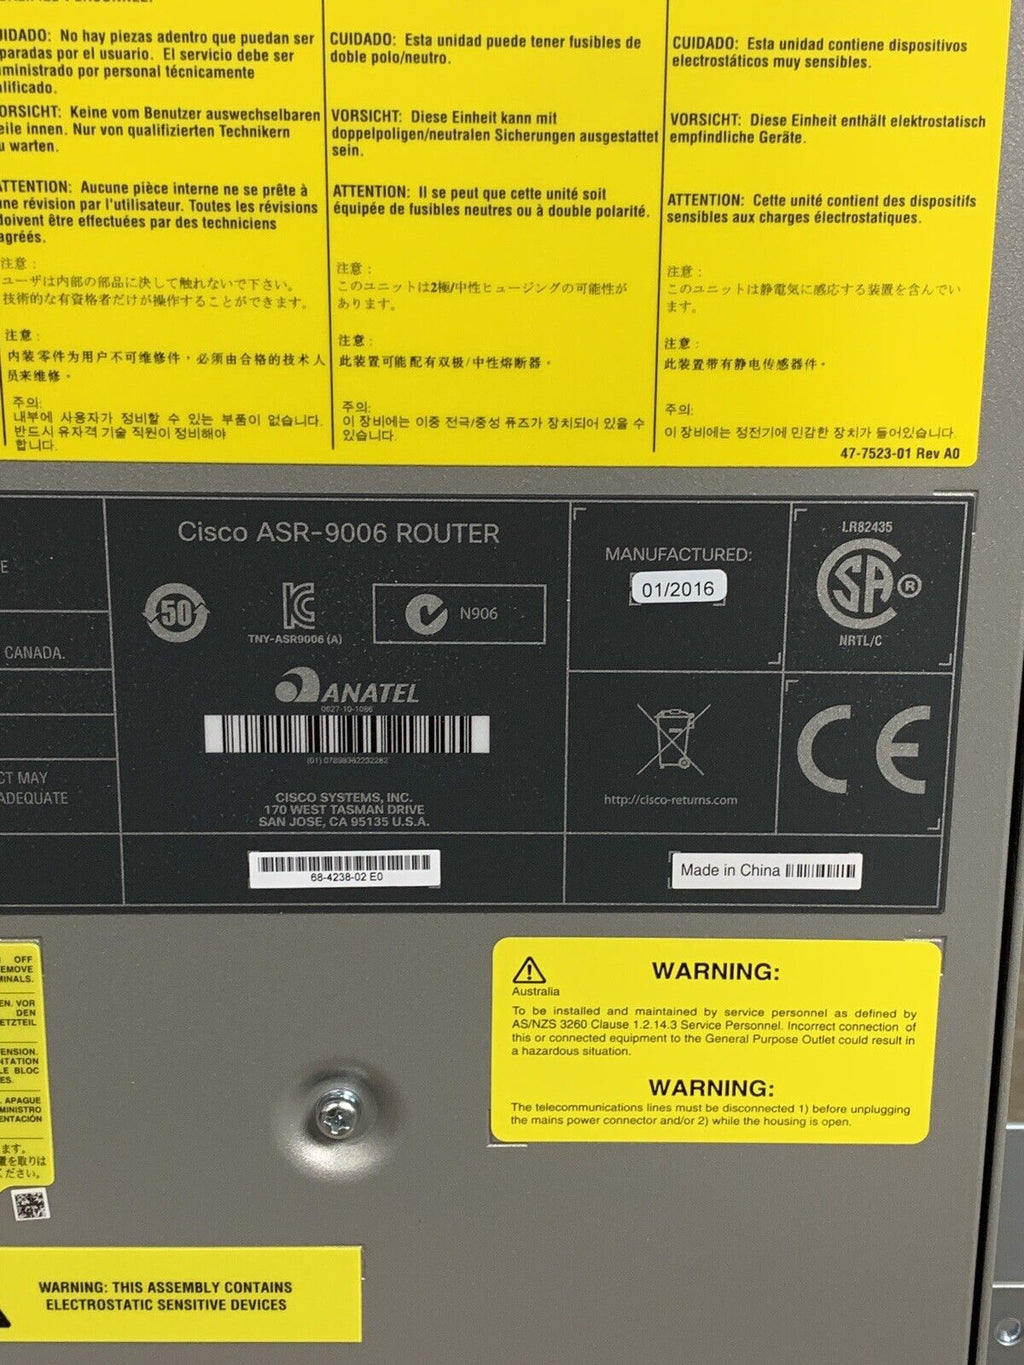 CUIDADO: No hay piezas adentro que puedan ser
por el usuario. El servicio debe ser
por personal técnicamente
VORSICHT: Keine vom Benutzer auswechselbaren
innen. Nur von qualifizierten Technikern
warten.
ATTENTION: Aucune pièce interne ne se prête à
une révision par l'utilisateur. Toutes les révisions
doivent être effectuées par des techniciens
agréés.
注意:
ユーザは内部の部品に決して触れないで下さい。
技術的な有資格者だけが操作することができます。
注意:
内装零件为用户不可维修件，必须由合格的技术人
员来维修。
주의:
내부에 사용자가 정비할 수 있는 부품이 없습니다.
반드시 유자격 기술 직원이 정비해야
합니다.
CUIDADO: Esta unidad puede tener fusibles de
doble polo/neutro.
VORSICHT: Diese Einheit kann mit
doppelpoligen/neutralen Sicherungen ausgestattet
sein.
ATTENTION: Il se peut que cette unité soit
équipée de fusibles neutres ou à double polarité.
注意:
このユニットは2極/中性ヒュージングの可能性が
あります。
注意:
此装置可能配有双极/中性熔断器。
주의:
이 장비에는 이중 전극/중성 퓨즈가 장치되어 있을 수
있습니다.
CUIDADO: Esta unidad contiene dispositivos
electrostáticos muy sensibles.
VORSICHT: Diese Einheit enthält elektrostatisch
empfindliche Geräte.
ATTENTION: Cette unité contient des dispositifs
sensibles aux charges électrostatiques.
注意:
このユニットは静電気に感応する装置を含んでい
ます。
注意:
此装置带有静电传感器件。
주의:
이 장비에는 정전기에 민감한 장치가 들어있습니다.
47-7523-01 Rev A0
CANADA.
MAY
ADEQUATE
Cisco ASR-9006 ROUTER
50
TNY-ASR9006 (A)
N906
ANATEL
0627-10-1086
(01) 07898362232282
CISCO SYSTEMS, INC.
170 WEST TASMAN DRIVE
SAN JOSE, CA 95135 U.S.A.
68-4238-02 E0
MANUFACTURED:
01/2016
LR82435
SA ®
NRTL/C
http://cisco-returns.com
CE
Made in China
OFF
REMOVE
VOR
DEN
APAGUE
ます。
ください。
WARNING:
Australia
To be installed and maintained by service personnel as defined by
AS/NZS 3260 Clause 1.2.14.3 Service Personnel. Incorrect connection of
this or connected equipment to the General Purpose Outlet could result in
a hazardous situation.
WARNING:
The telecommunications lines must be disconnected 1) before unplugging
the mains power connector and/or 2) while the housing is open.
WARNING: THIS ASSEMBLY CONTAINS
ELECTROSTATIC SENSITIVE DEVICES